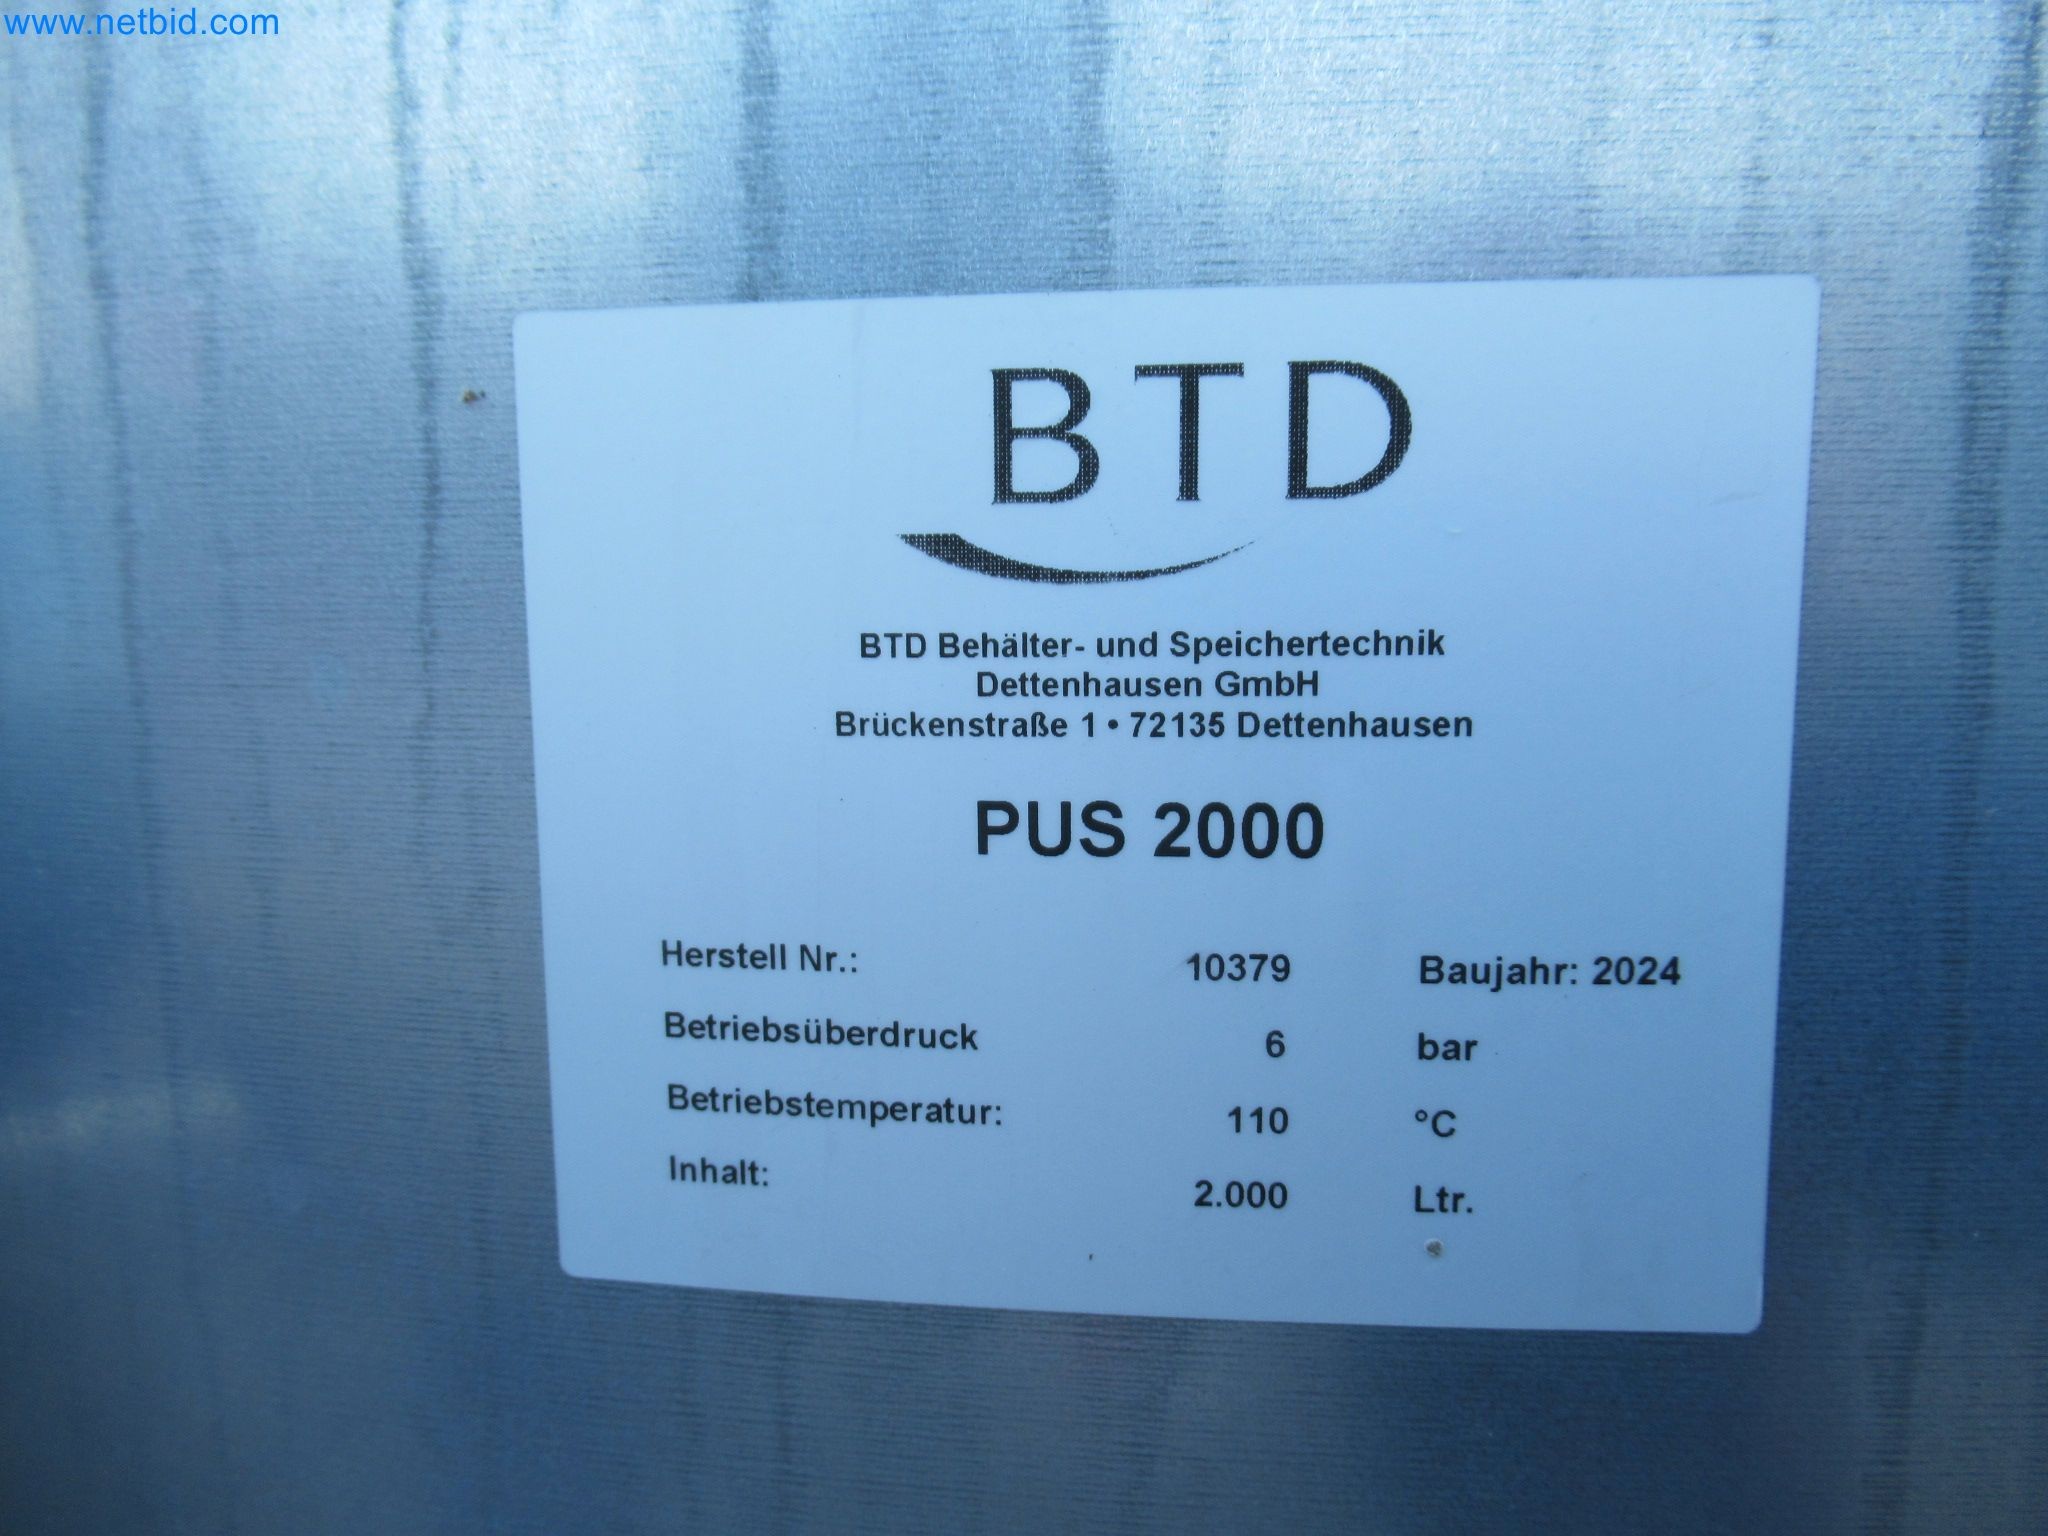 www.netbid.com
BTD
BTD Behälter- und Speichertechnik
Dettenhausen GmbH
Brückenstraße 1 • 72135 Dettenhausen
PUS 2000
Herstell Nr.: 10379 Baujahr: 2024
Betriebsüberdruck 6 bar
Betriebstemperatur: 110 °C
Inhalt: 2.000 Ltr.